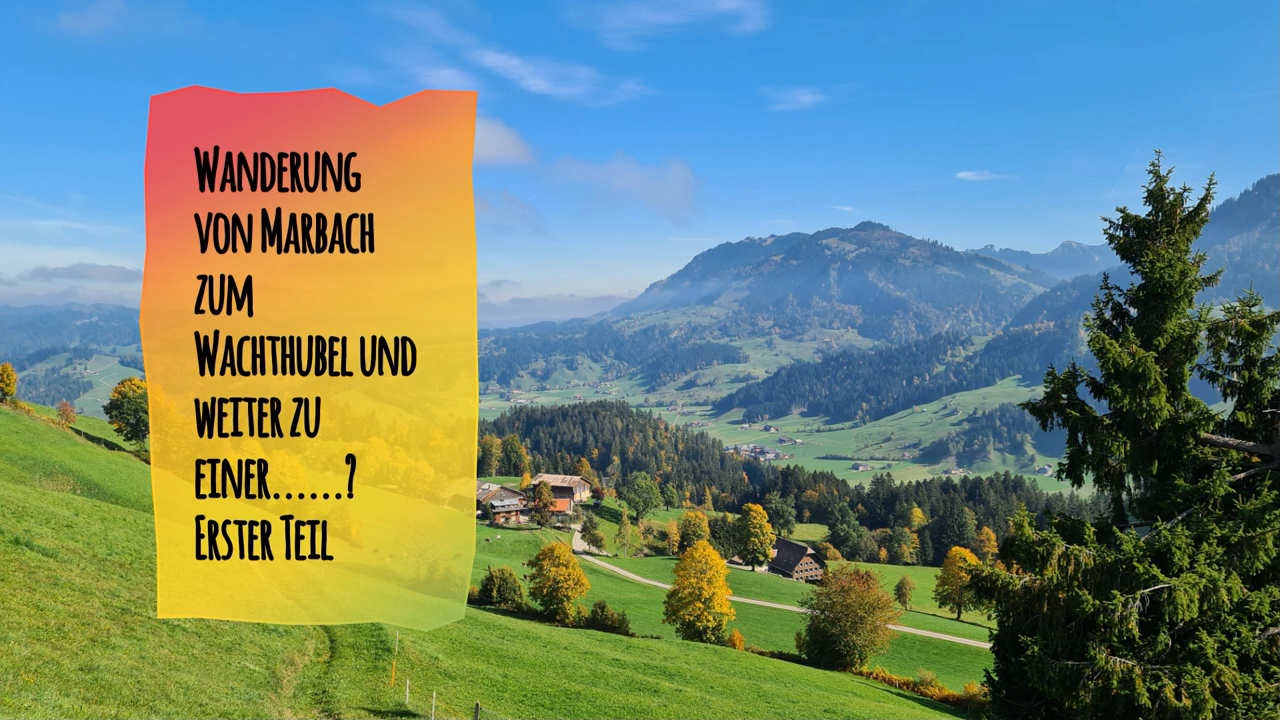 Wanderung
von Marbach
zum
Wachthubel und
weiter zu
einer......?
Erster Teil